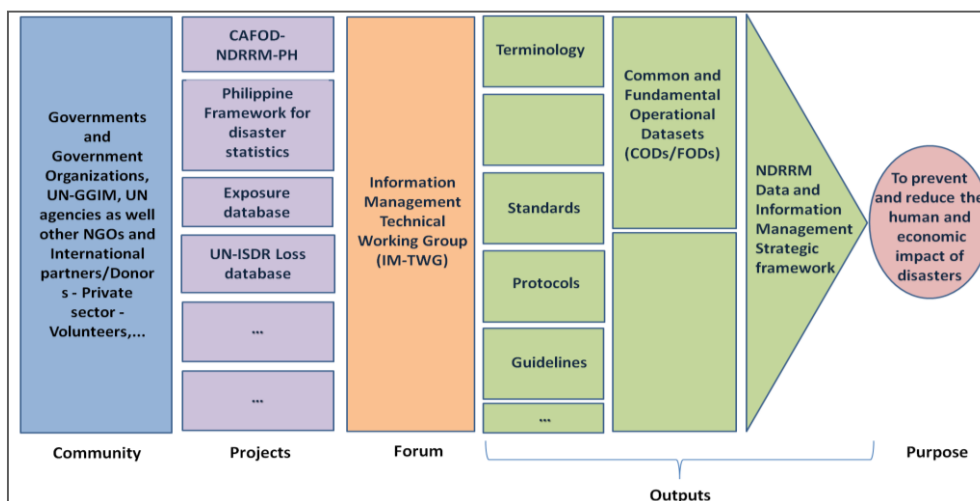 Governments
and
Government
Organizations,
UN-GGIM, UN
agencies as well
other NGOs and
International
partners/Donor
s - Private
sector -
Volunteers,...
CAFOD-
NDRRM-PH
Philippine
Framework for
disaster
statistics
Exposure
database
UN-ISDR Loss
database
...
...
Information
Management
Technical
Working Group
(IM-TWG)
Terminology
Standards
Protocols
Guidelines
...
Common and
Fundamental
Operational
Datasets
(CODs/FODs)
NDRRM
Data and
Information
Management
Strategic
framework
To prevent
and reduce the
human and
economic
impact of
disasters
Community
Projects
Forum
Outputs
Purpose